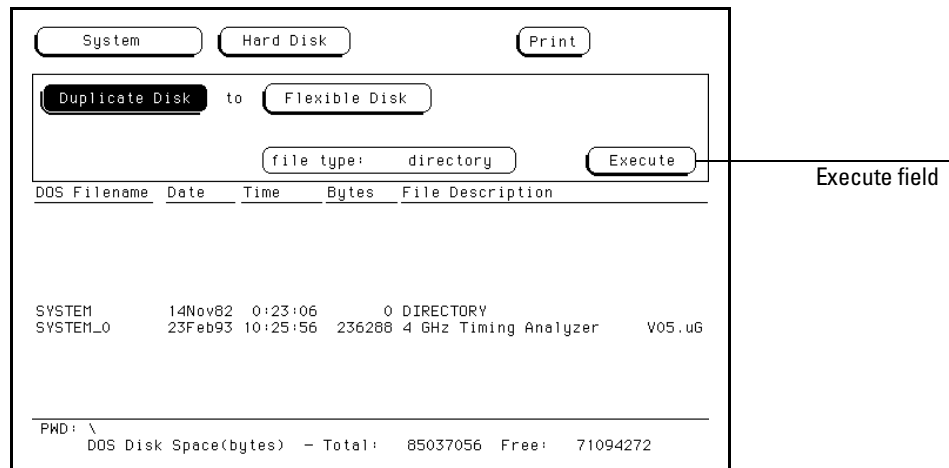 System Hard Disk Print
Duplicate Disk to Flexible Disk
file type: directory Execute
Execute field
DOS Filename Date Time Bytes File Description
SYSTEM 14Nov82 0:23:06 0 DIRECTORY
SYSTEM_0 23Feb93 10:25:56 236288 4 GHz Timing Analyzer V05.uG
PWD: \
DOS Disk Space(bytes) - Total: 85037056 Free: 71094272